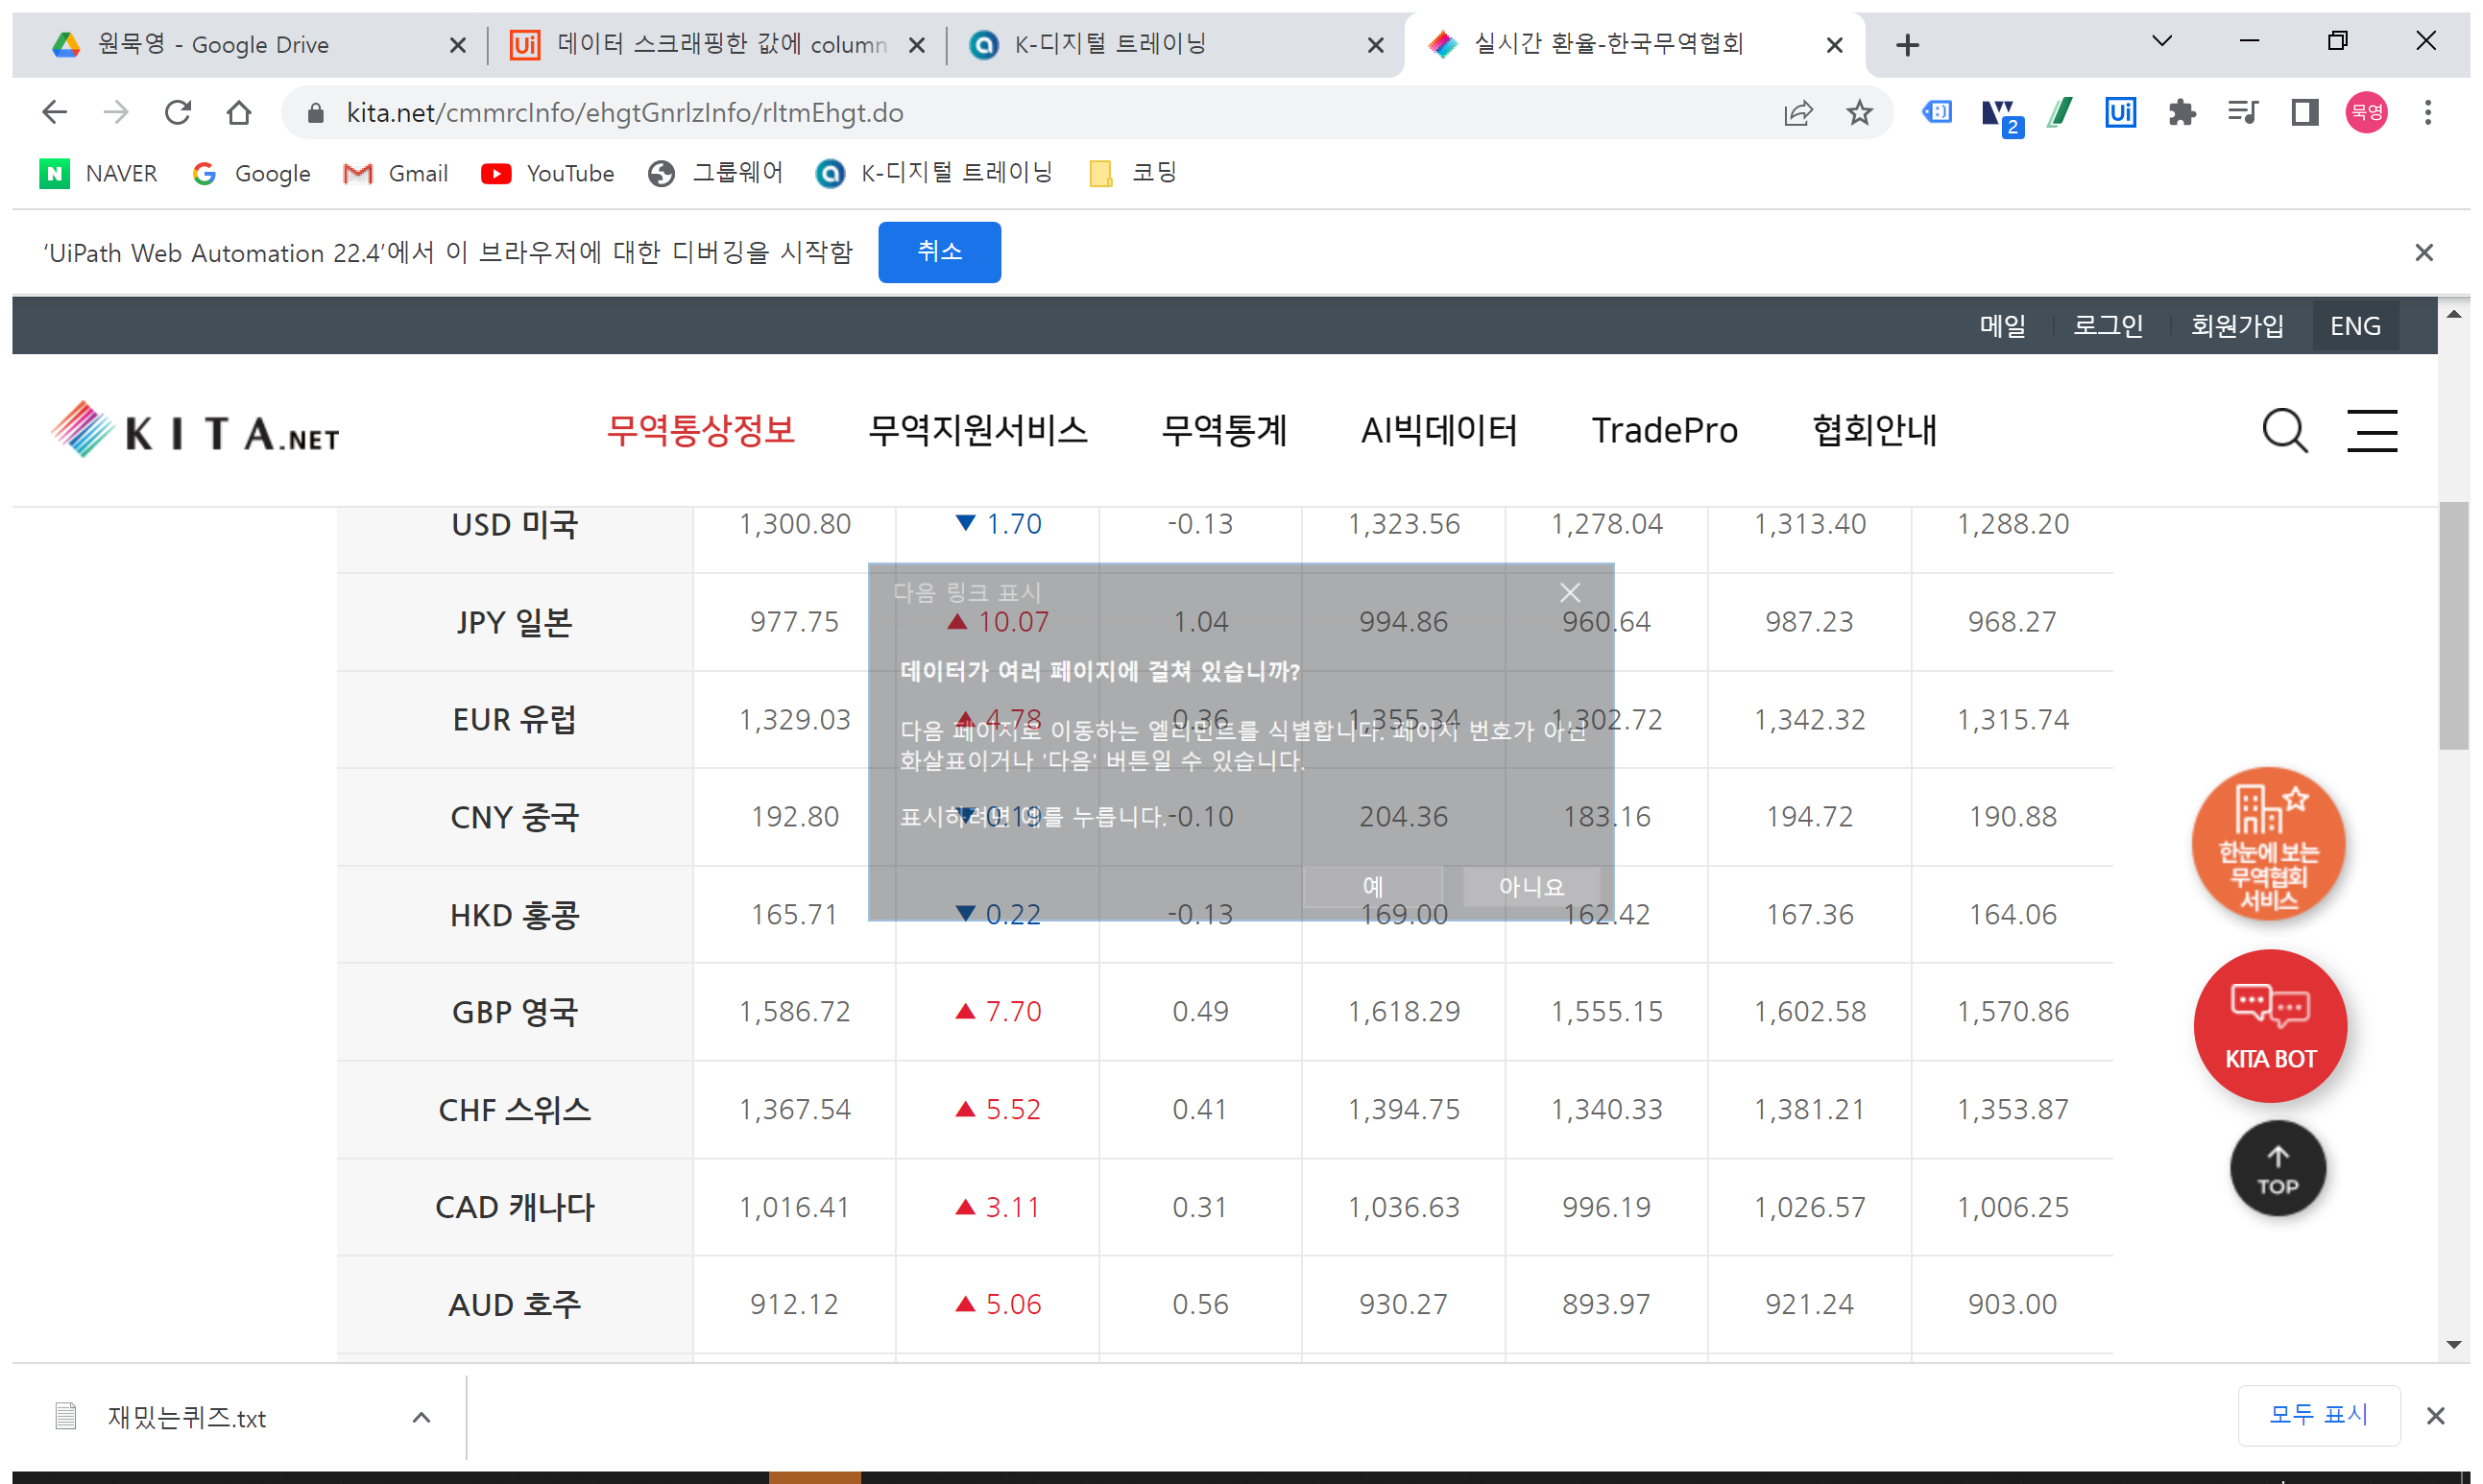 원묵영 - Google Drive
데이터 스크래핑한 값에 column
K-디지털 트레이닝
실시간 환율-한국무역협회
kita.net/cmmrcInfo/ehgtGnrlzInfo/rltmEhgt.do
2
묵영
NAVER
Google
Gmail
YouTube
그룹웨어
K-디지털 트레이닝
코딩
'UiPath Web Automation 22.4'에서 이 브라우저에 대한 디버깅을 시작함
취소
메일 로그인 회원가입 ENG
KITA.NET
무역통상정보 무역지원서비스 무역통계 AI빅데이터 TradePro 협회안내
USD 미국 1,300.80 ▼ 1.70 -0.13 1,323.56 1,278.04 1,313.40 1,288.20
다음 링크 표시
JPY 일본 977.75 ▲ 10.07 1.04 994.86 960.64 987.23 968.27
데이터가 여러 페이지에 걸쳐 있습니까?
EUR 유럽 1,329.03 ▲ 4.78 0.36 1,355.34 1,302.72 1,342.32 1,315.74
다음 페이지로 이동하는 엘리먼트를 식별합니다. 페이지 번호가 아닌
화살표이거나 '다음' 버튼일 수 있습니다.
CNY 중국 192.80 ▼ 0.19 -0.10 204.36 183.16 194.72 190.88
표시하려면 예를 누릅니다.
예 아니요
HKD 홍콩 165.71 ▼ 0.22 -0.13 169.00 162.42 167.36 164.06
GBP 영국 1,586.72 ▲ 7.70 0.49 1,618.29 1,555.15 1,602.58 1,570.86
CHF 스위스 1,367.54 ▲ 5.52 0.41 1,394.75 1,340.33 1,381.21 1,353.87
CAD 캐나다 1,016.41 ▲ 3.11 0.31 1,036.63 996.19 1,026.57 1,006.25
AUD 호주 912.12 ▲ 5.06 0.56 930.27 893.97 921.24 903.00
한눈에 보는
무역협회
서비스
KITA BOT
TOP
재밌는퀴즈.txt
모두 표시